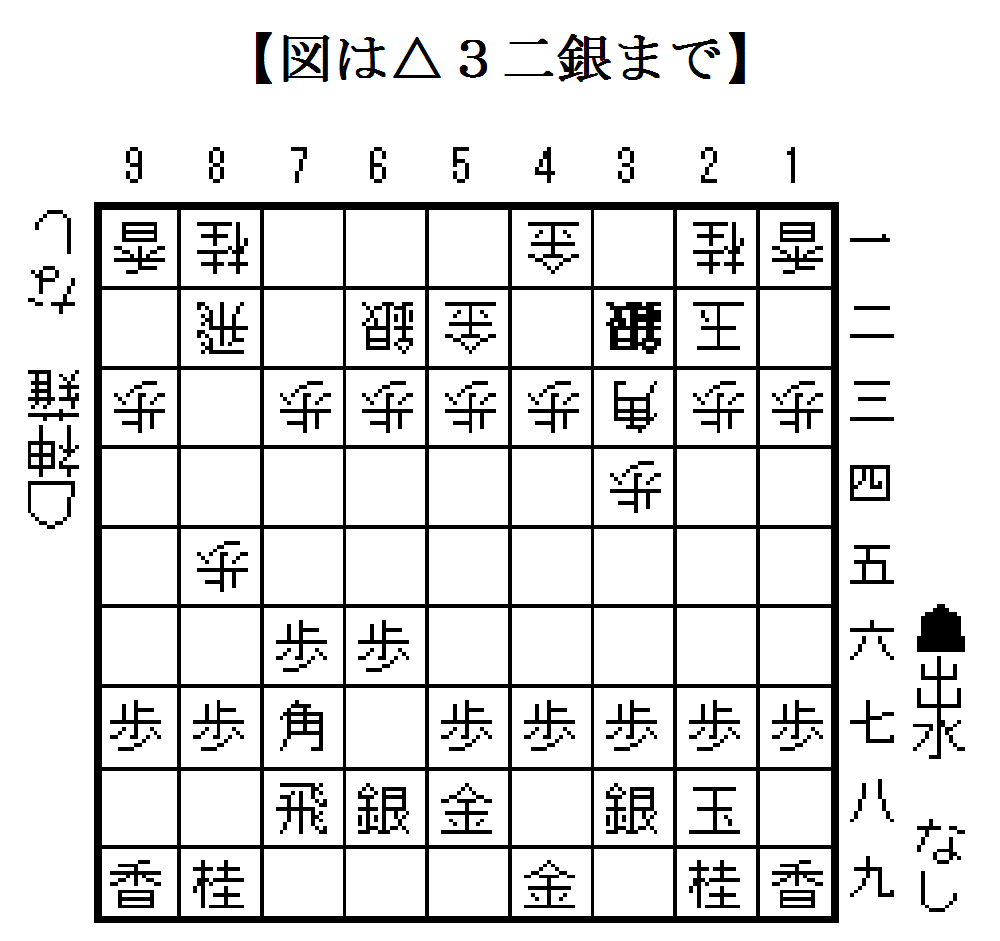 【図は△３二銀まで】
9 8 7 6 5 4 3 2 1
香 桂 金 桂 香 一
飛 銀 金 銀 玉 二
歩 歩 歩 歩 歩 角 歩 歩 三
歩 四
歩 五
歩 歩 六
歩 歩 角 歩 歩 歩 歩 歩 七
飛 銀 金 銀 玉 八
香 桂 金 桂 香 九
☖神薙 なし
☗出水 なし